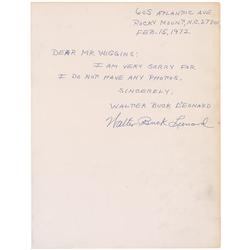 605 ATLANTIC AVE
ROCKY MOUNT, N.C. 27801
FEB. 15, 1972
DEAR MR. WIGGINS:
I AM VERY SORRY FOR
I DO NOT HAVE ANY PHOTOS.
SINCERELY,
WALTER BUCK LEONARD
Walter Buck Leonard